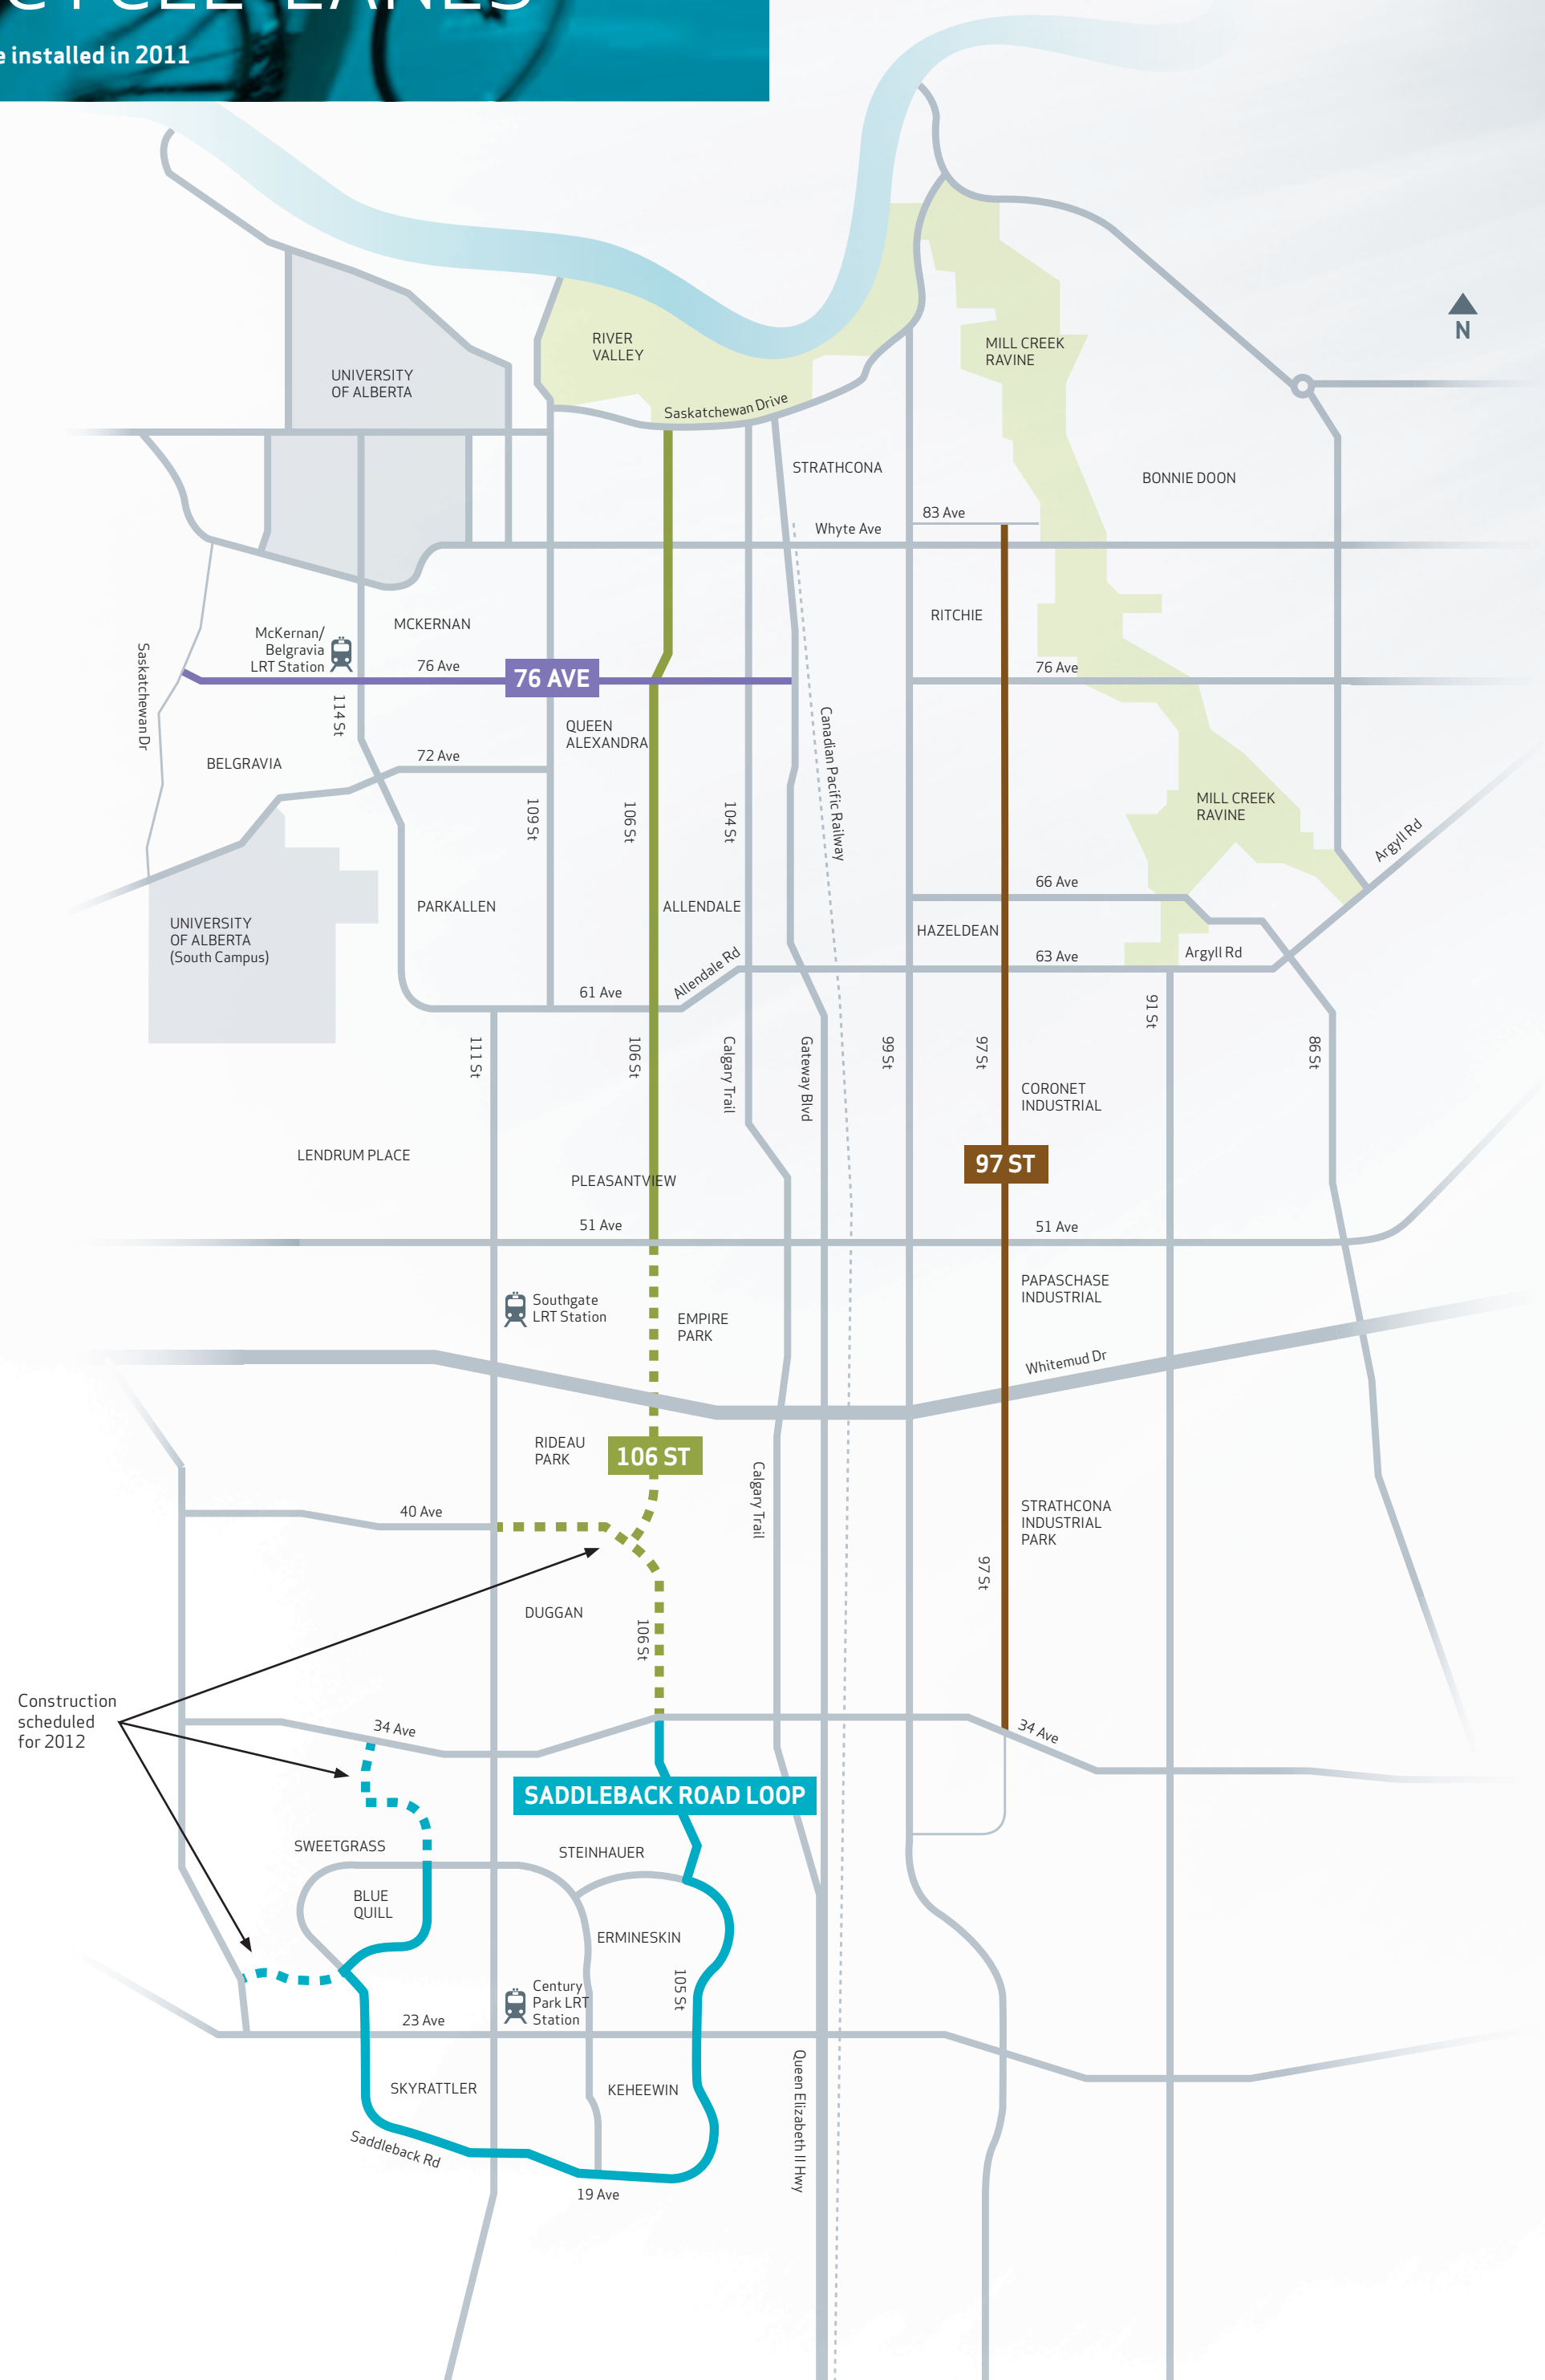 CYCLE LANES
e installed in 2011
N
RIVER
VALLEY
MILL CREEK
RAVINE
UNIVERSITY
OF ALBERTA
Saskatchewan Drive
STRATHCONA
BONNIE DOON
83 Ave
Whyte Ave
RITCHIE
MCKERNAN
McKernan/
Belgravia
LRT Station
Saskatchewan Dr
76 Ave
76 AVE
76 Ave
114 St
QUEEN
ALEXANDRA
Canadian Pacific Railway
72 Ave
BELGRAVIA
109 St
106 St
104 St
MILL CREEK
RAVINE
Argyll Rd
66 Ave
PARKALLEN
ALLENDALE
UNIVERSITY
OF ALBERTA
(South Campus)
HAZELDEAN
63 Ave
Argyll Rd
Allendale Rd
61 Ave
91 St
111 St
106 St
Calgary Trail
Gateway Blvd
99 St
97 St
86 St
CORONET
INDUSTRIAL
LENDRUM PLACE
97 ST
PLEASANTVIEW
51 Ave
51 Ave
PAPASCHASE
INDUSTRIAL
Southgate
LRT Station
EMPIRE
PARK
Whitemud Dr
RIDEAU
PARK
106 ST
Calgary Trail
40 Ave
STRATHCONA
INDUSTRIAL
PARK
97 St
DUGGAN
106 St
Construction
scheduled
for 2012
34 Ave
34 Ave
SADDLEBACK ROAD LOOP
SWEETGRASS
STEINHAUER
BLUE
QUILL
ERMINESKIN
105 St
Century
Park LRT
Station
23 Ave
Queen Elizabeth II Hwy
SKYRATTLER
KEHEEWIN
Saddleback Rd
19 Ave